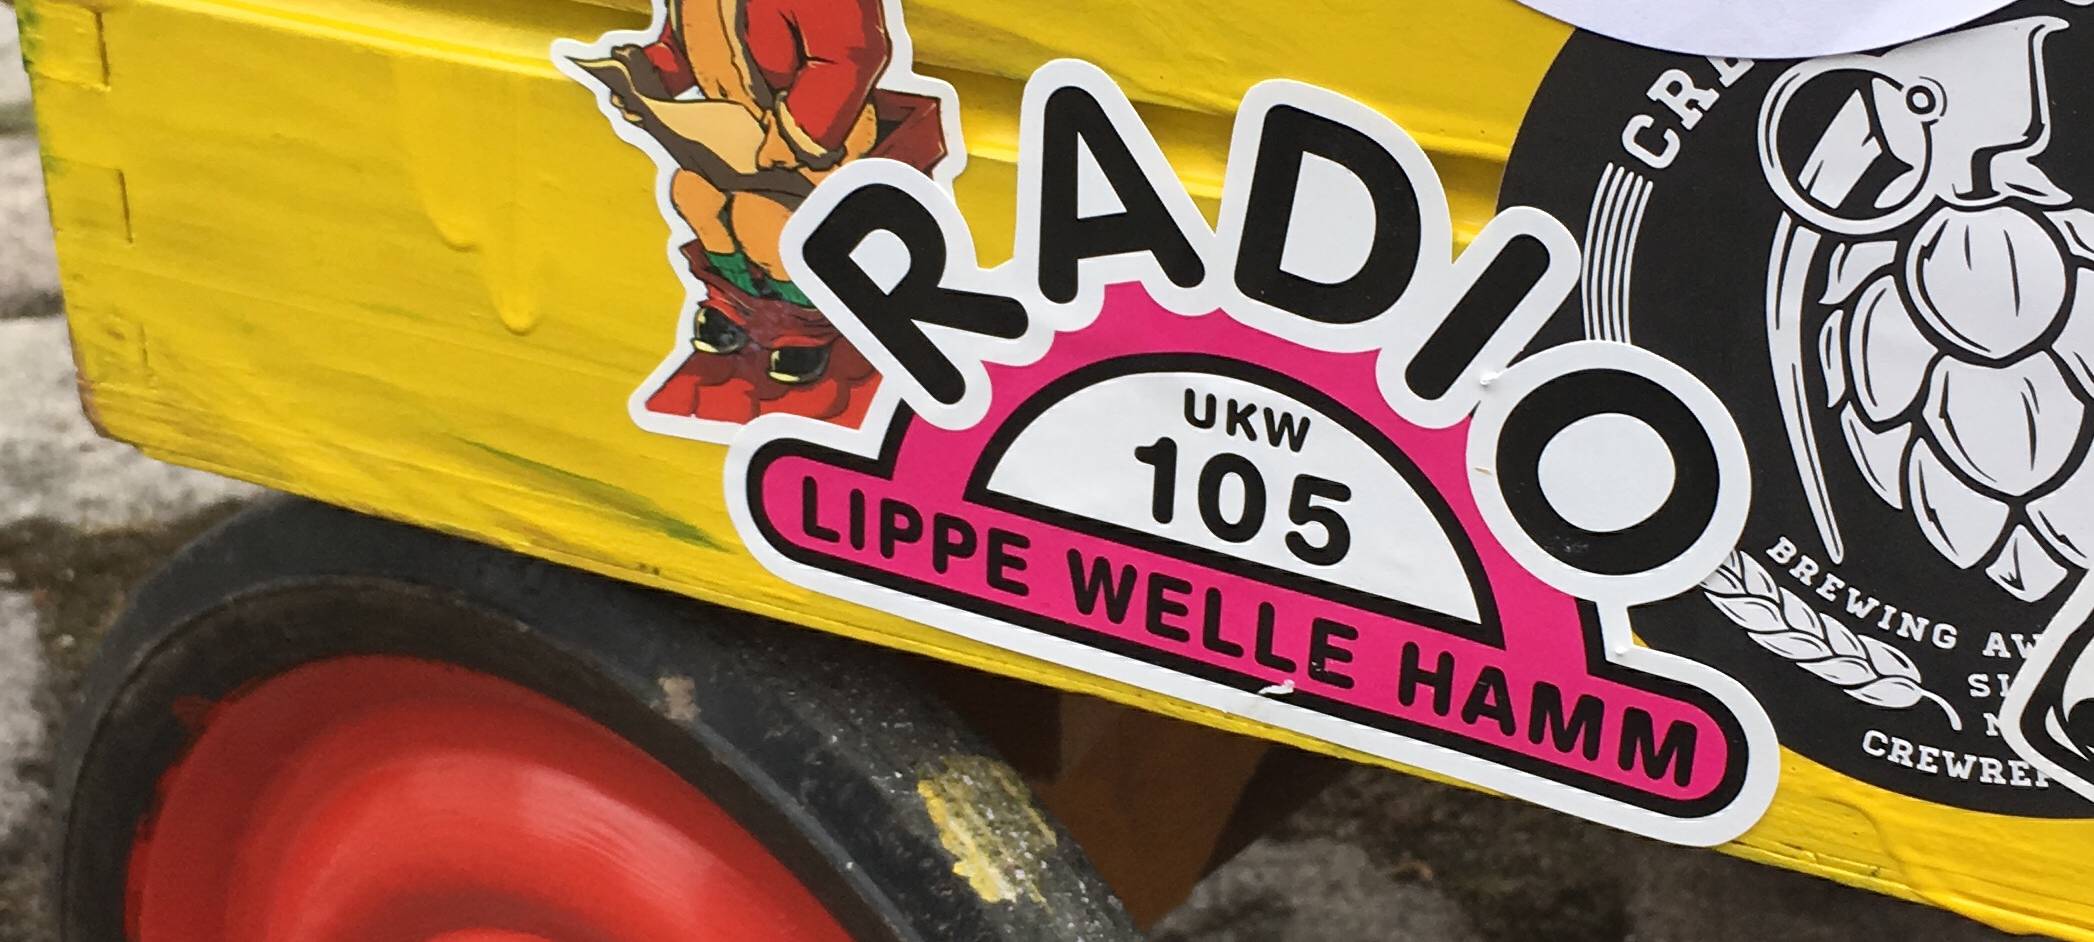 RADIO
UKW
105
LIPPE WELLE HAMM
BREWING